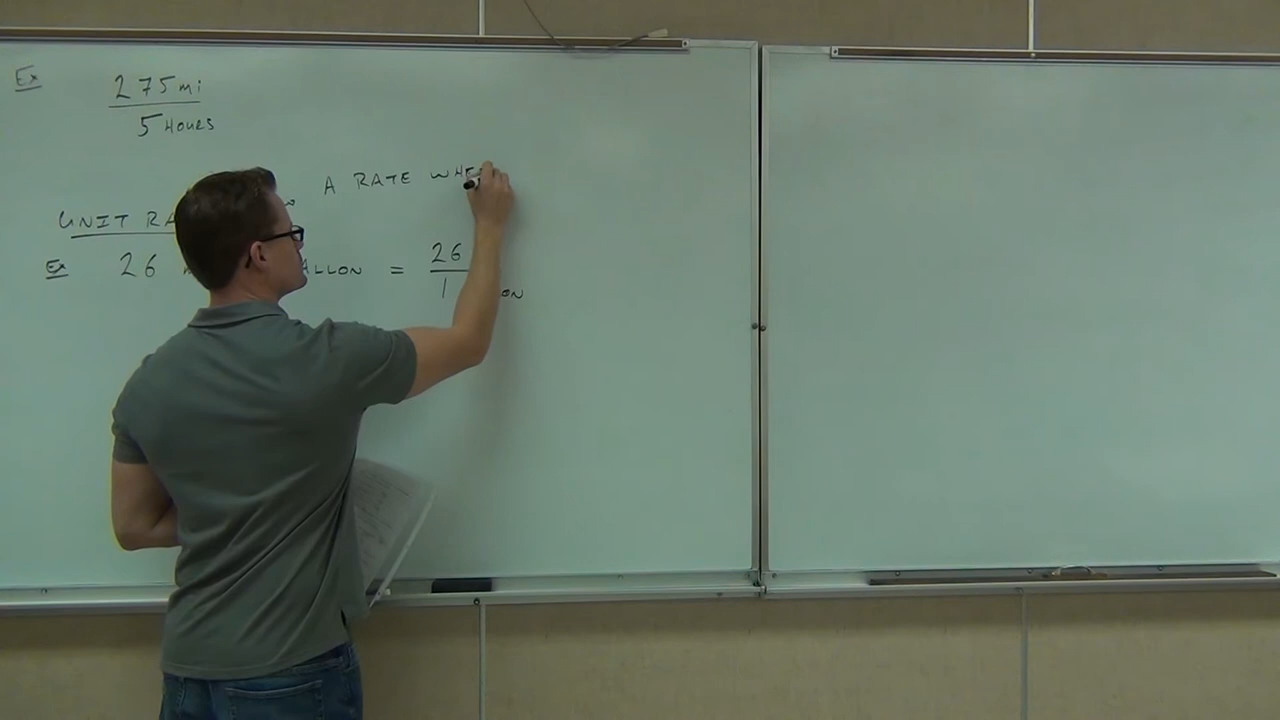 Ex 275 mi
5 HOURS
A RATE WHE
UNIT RA
Ex 26 ALLON = 26
1 ON